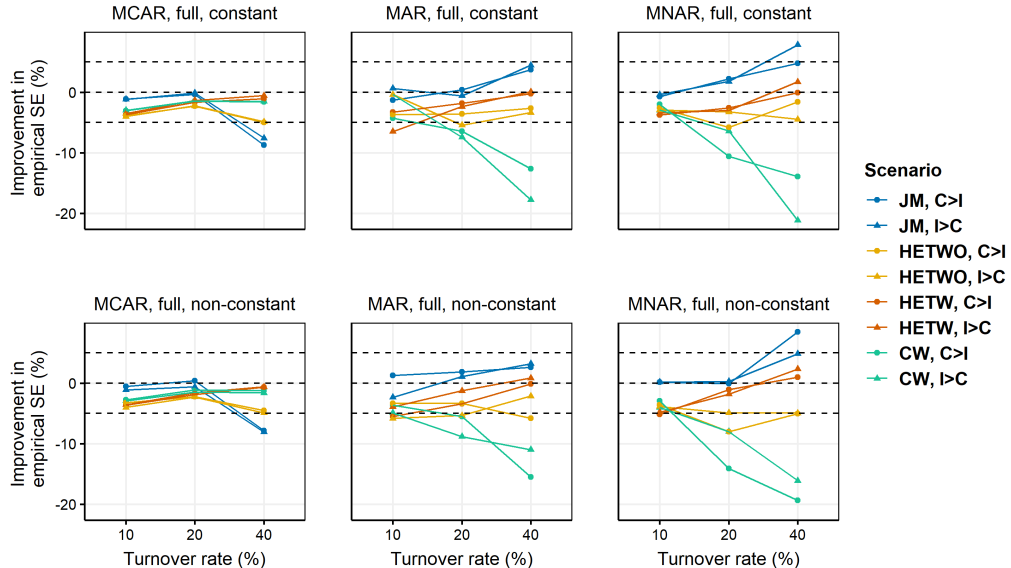 MCAR, full, constant
MAR, full, constant
MNAR, full, constant
Improvement in
empirical SE (%)
0
-10
-20
MCAR, full, non-constant
MAR, full, non-constant
MNAR, full, non-constant
Improvement in
empirical SE (%)
0
-10
-20
10 20 40
10 20 40
10 20 40
Turnover rate (%)
Turnover rate (%)
Turnover rate (%)
Scenario
JM, C>I
JM, I>C
HETWO, C>I
HETWO, I>C
HETW, C>I
HETW, I>C
CW, C>I
CW, I>C